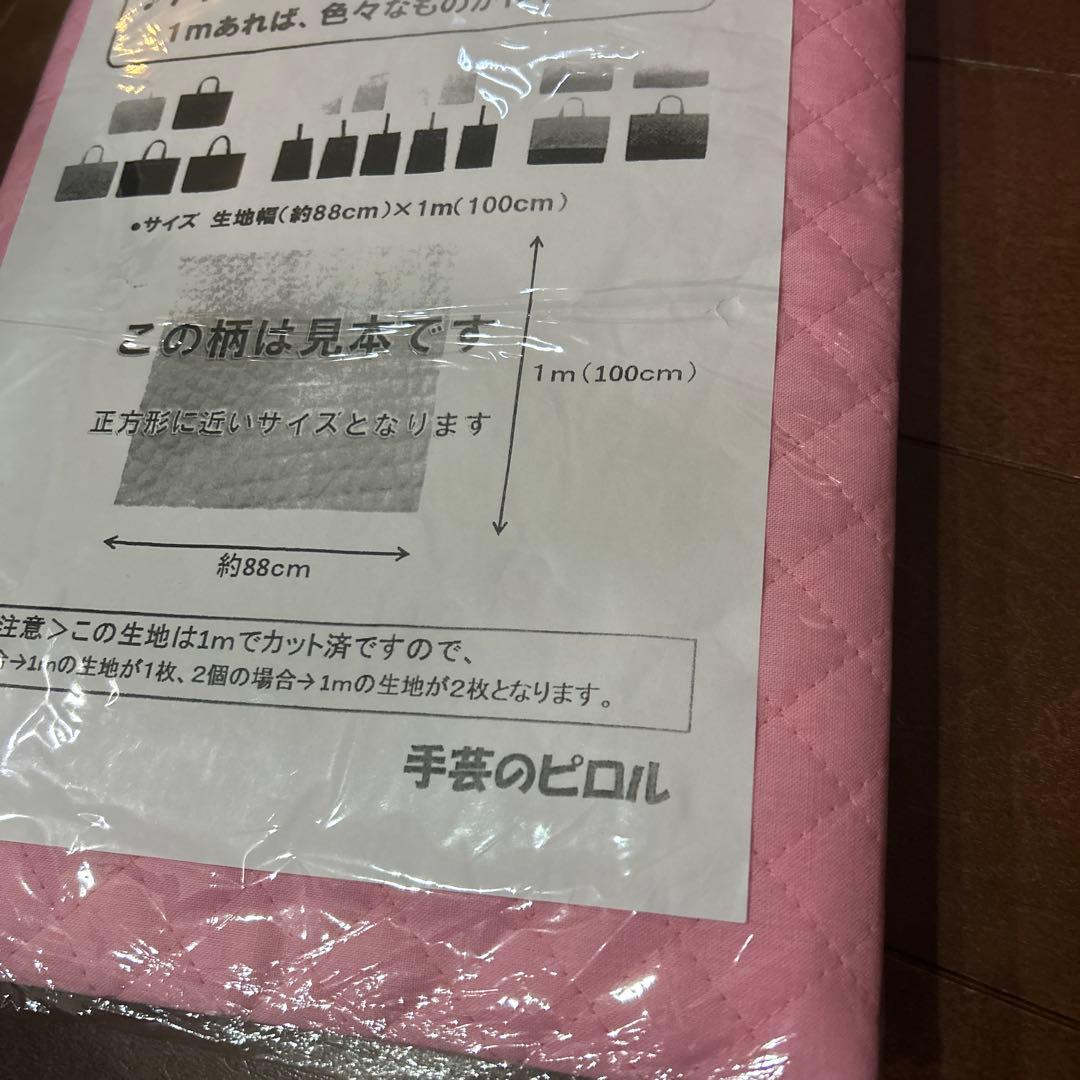 1mあれば、色々なものが
●サイズ 生地幅(約88cm)×1m(100cm)
この柄は見本です
1m(100cm)
正方形に近いサイズとなります
約88cm
注意>この生地は1mでカット済ですので、
→1mの生地が1枚、2個の場合→1mの生地が2枚となります。
手芸のピロル